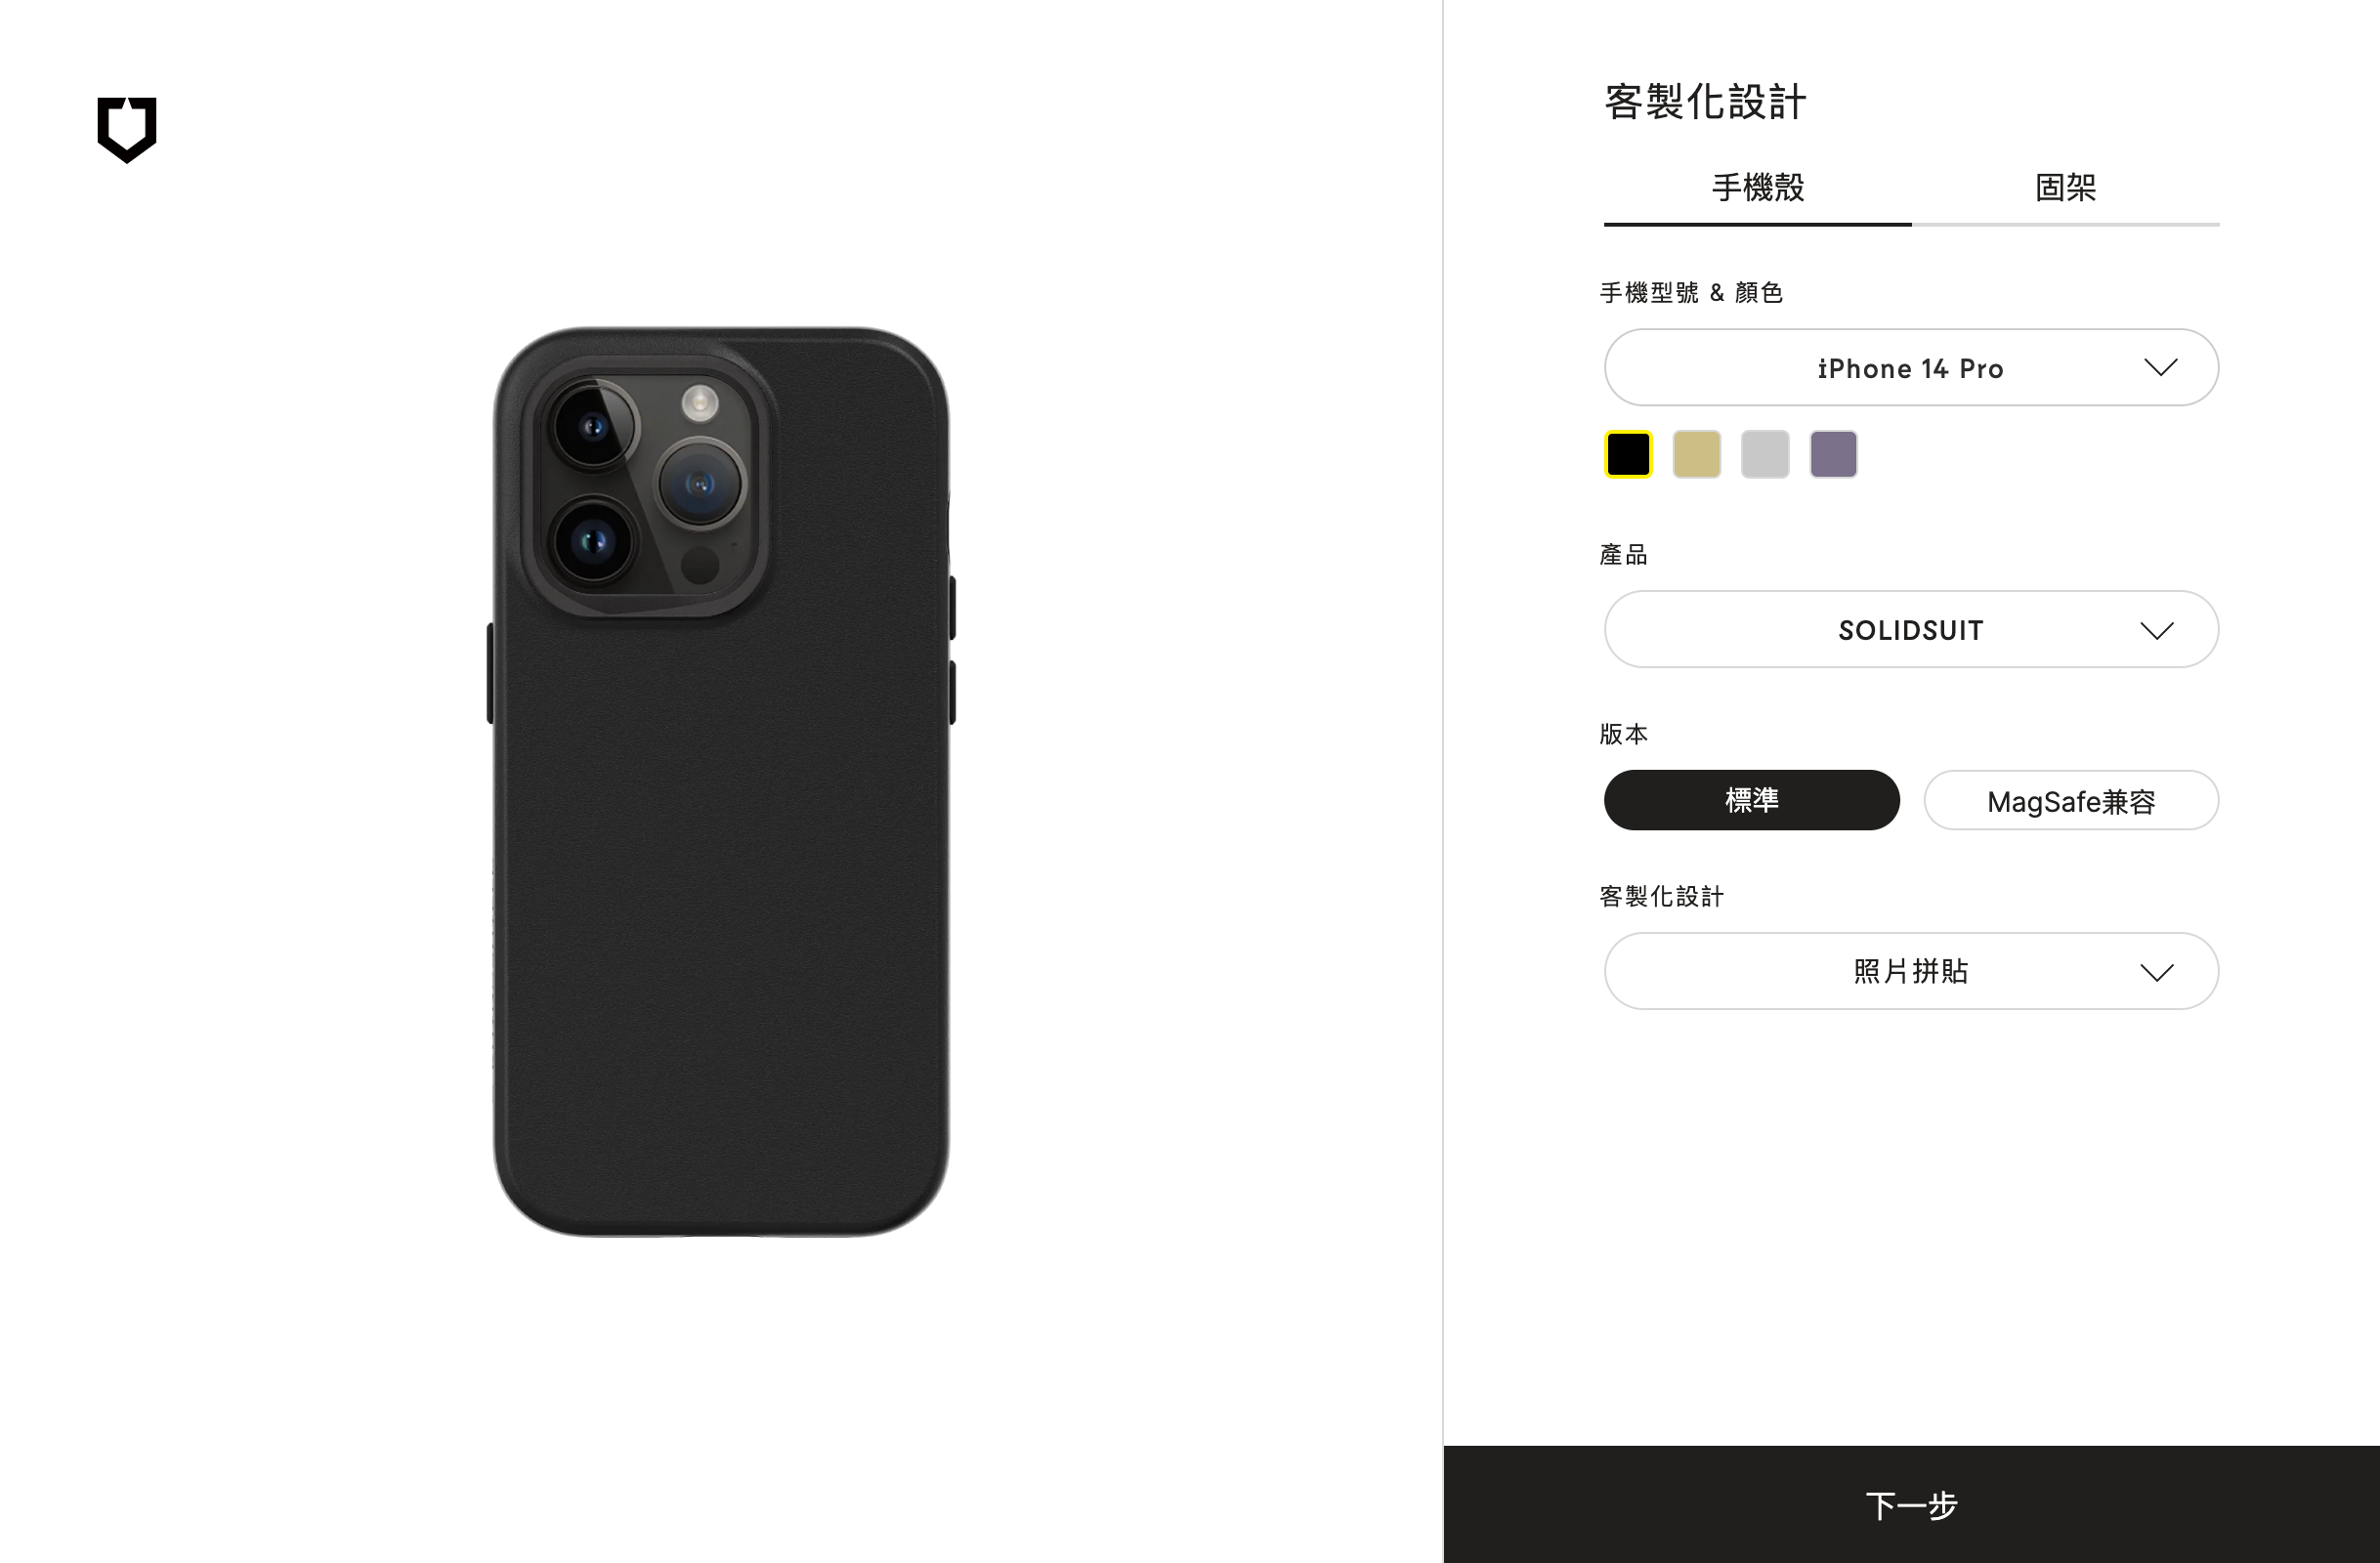 客製化設計
手機殼 固架
手機型號 & 顏色
iPhone 14 Pro
產品
SOLIDSUIT
版本
標準 MagSafe兼容
客製化設計
照片拼貼
下一步